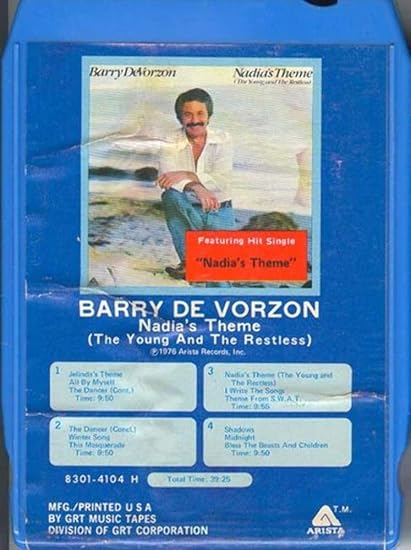 Barry DeVorzon
Nadia's Theme
(The Young and The Restless)
Featuring Hit Single
"Nadia's Theme"
BARRY DE VORZON
Nadia's Theme
(The Young And The Restless)
℗1976 Arista Records, Inc.
1 Jelinda's Theme
All By Myself
The Dancer (Cont.)
Time: 9:50
2 The Dancer (Concl.)
Winter Song
This Masquerade
Time: 9:50
3 Nadia's Theme (The Young and
The Restless)
I Write The Songs
Theme From S.W.A.T.
Time: 9:55
4 Shadows
Midnight
Bless The Beasts And Children
Time: 9:50
8301-4104 H
Total Time: 39:25
MFG./PRINTED U S A
BY GRT MUSIC TAPES
DIVISION OF GRT CORPORATION
T.M.
ARISTA